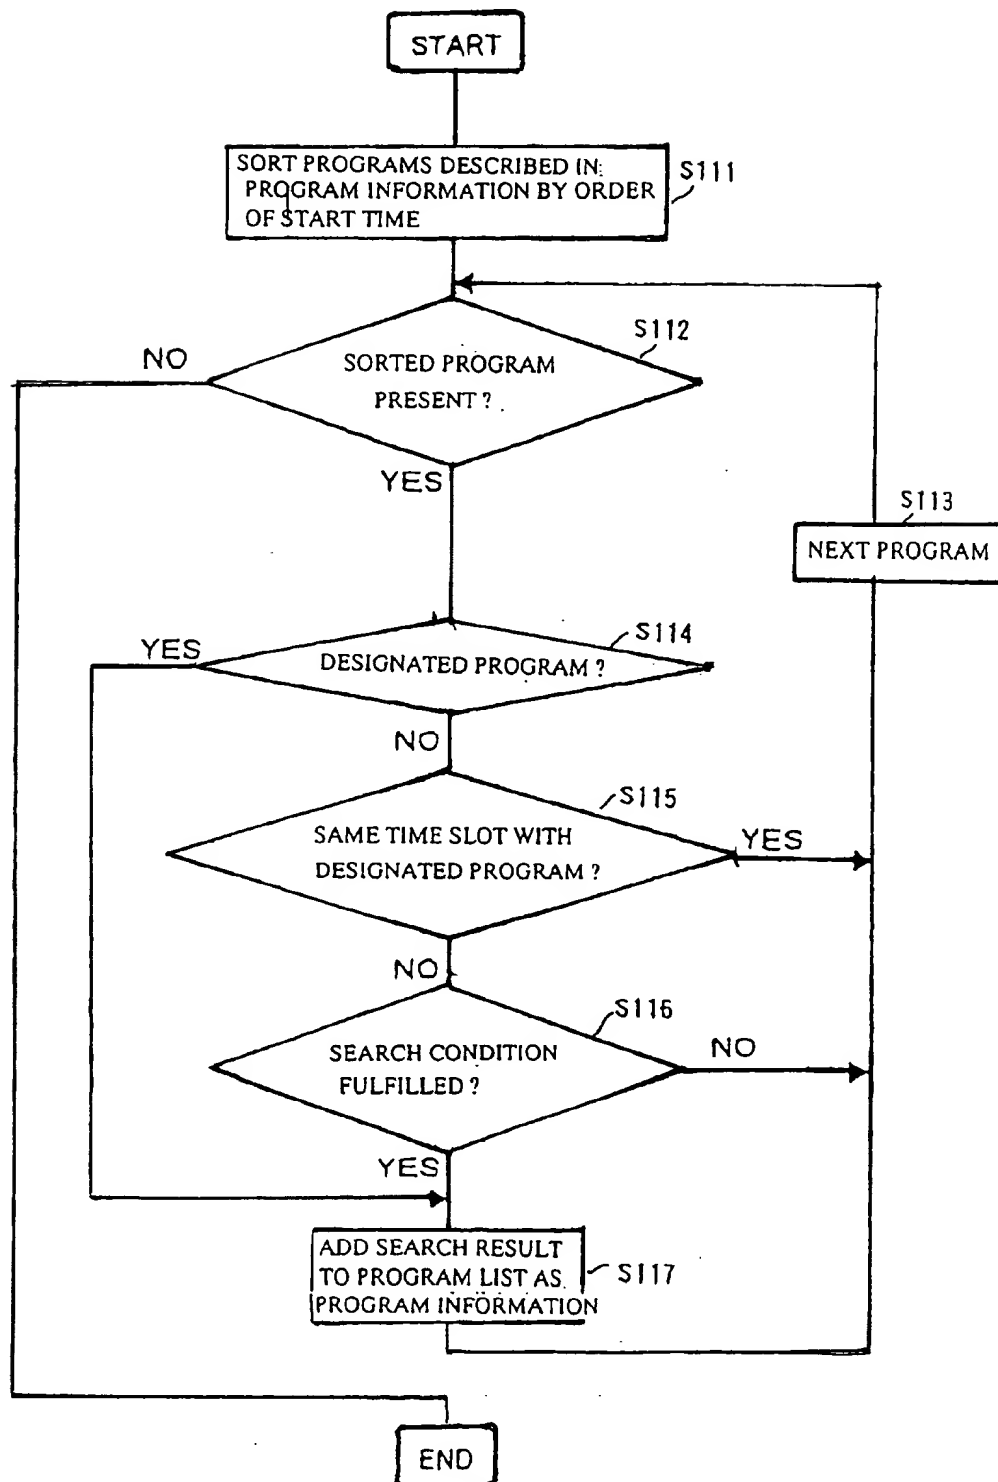 START
SORT PROGRAMS DESCRIBED IN:
PROGRAM INFORMATION BY ORDER
OF START TIME
S111
S112
NO
SORTED PROGRAM
PRESENT ?
YES
S113
NEXT PROGRAM
S114
YES
DESIGNATED PROGRAM ?
NO
S115
SAME TIME SLOT WITH
DESIGNATED PROGRAM ?
YES
NO
S116
SEARCH CONDITION
FULFILLED ?
NO
YES
ADD SEARCH RESULT
TO PROGRAM LIST AS
PROGRAM INFORMATION
S117
END